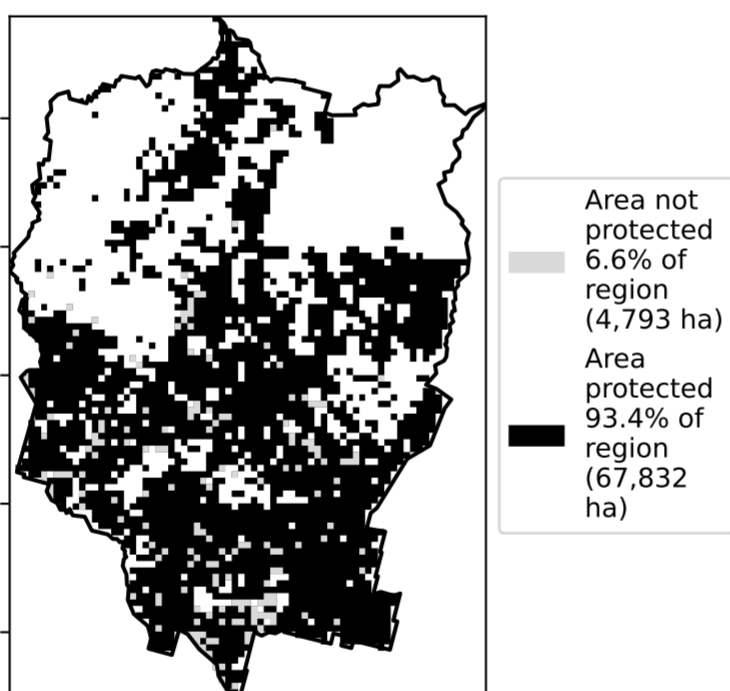 Area not
protected
6.6% of
region
(4,793 ha)
Area
protected
93.4% of
region
(67,832
ha)